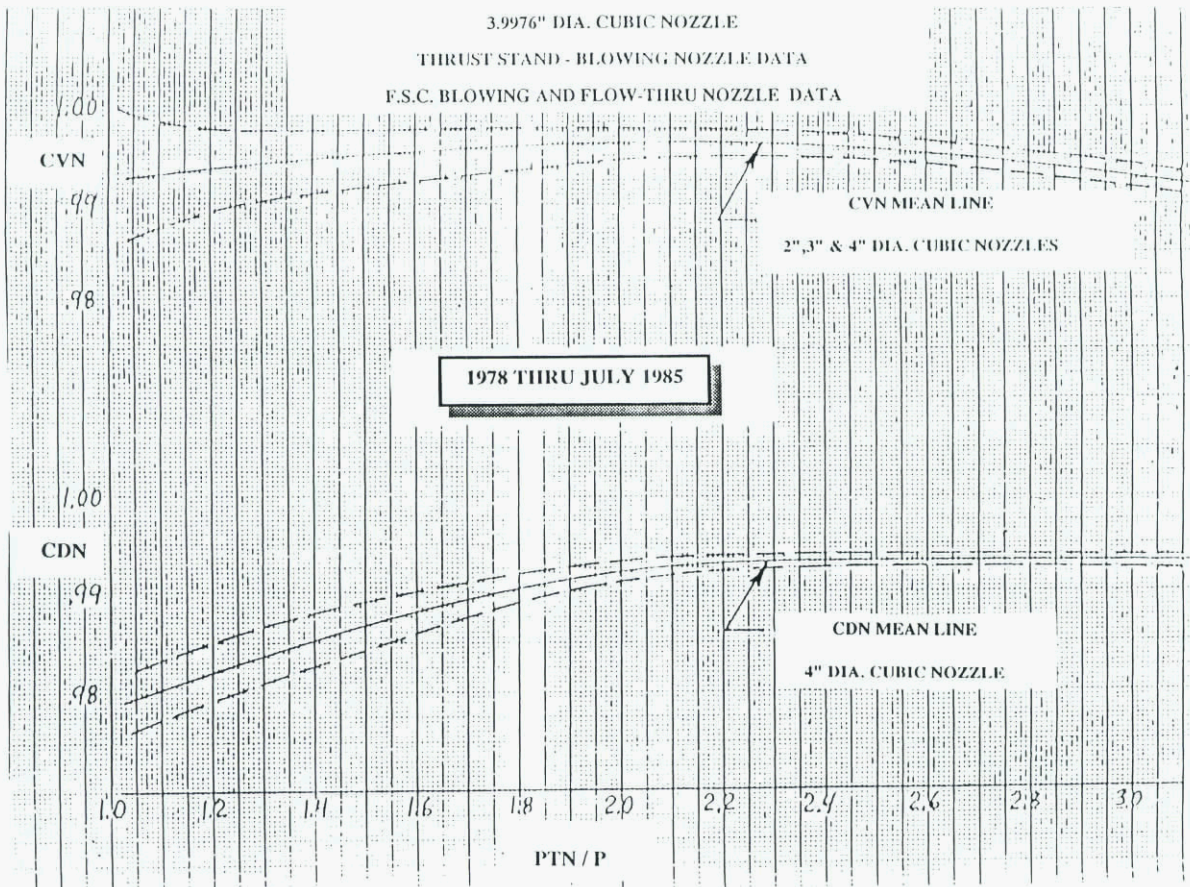 3.9976" DIA. CUBIC NOZZLE
THRUST STAND - BLOWING NOZZLE DATA
F.S.C. BLOWING AND FLOW-THRU NOZZLE DATA
1.00
CVN
.99
CVN MEAN LINE
2",3" & 4" DIA. CUBIC NOZZLES
.98
1978 THRU JULY 1985
1.00
CDN
.99
CDN MEAN LINE
4" DIA. CUBIC NOZZLE
.98
1.0 1.2 1.4 1.6 1.8 2.0 2.2 2.4 2.6 2.8 3.0
PTN / P